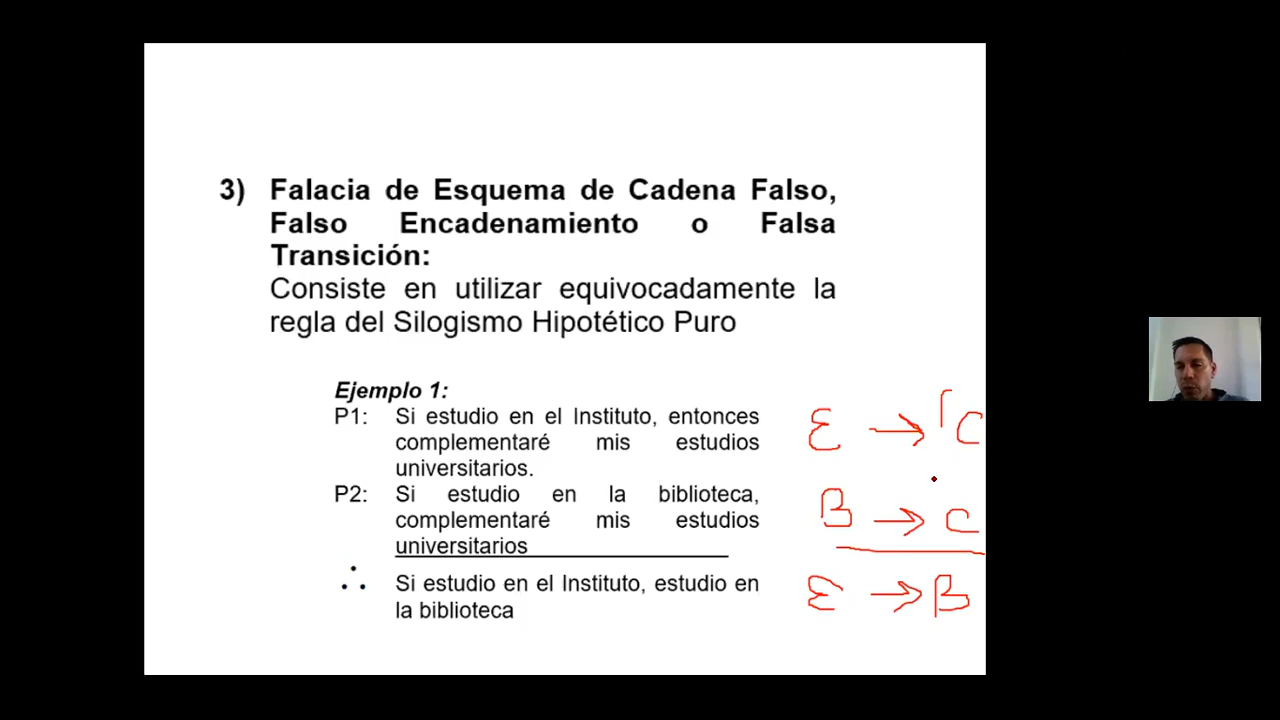 3) Falacia de Esquema de Cadena Falso,
Falso Encadenamiento o Falsa
Transición:
Consiste en utilizar equivocadamente la
regla del Silogismo Hipotético Puro
Ejemplo 1:
P1: Si estudio en el Instituto, entonces
complementaré mis estudios
universitarios.
P2: Si estudio en la biblioteca,
complementaré mis estudios
universitarios
∴ Si estudio en el Instituto, estudio en
la biblioteca
E → C
B → C
E → B